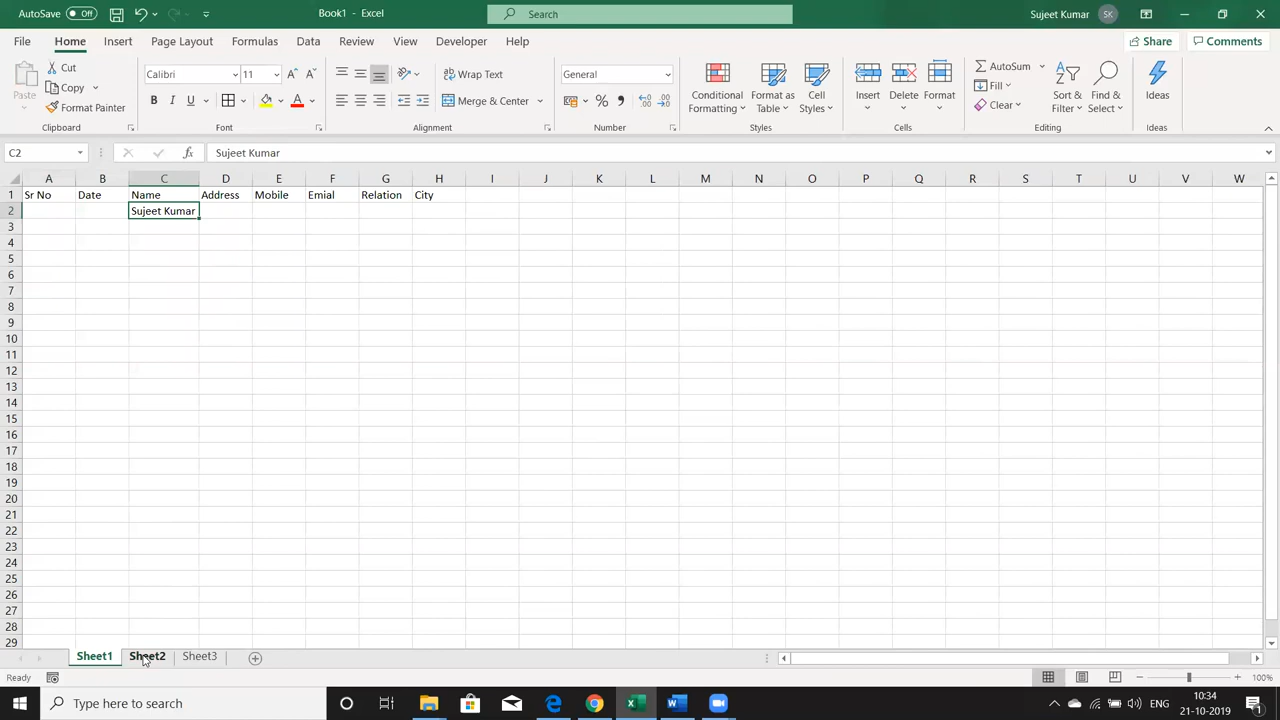 AutoSave Off Book1 - Excel Search Sujeet Kumar SK
File Home Insert Page Layout Formulas Data Review View Developer Help Share Comments
Paste Cut Copy Format Painter Clipboard
Calibri 11 A A B I U A Font
Wrap Text Merge & Center Alignment
General % , Number
Conditional Formatting Format as Table Cell Styles Styles
Insert Delete Format Cells
AutoSum Fill Clear Sort & Filter Find & Select Editing
Ideas Ideas
C2 fx Sujeet Kumar
A B C D E F G H I J K L M N O P Q R S T U V W
1 Sr No Date Name Address Mobile Emial Relation City
2 Sujeet Kumar
3
4
5
6
7
8
9
10
11
12
13
14
15
16
17
18
19
20
21
22
23
24
25
26
27
28
29
Sheet1 Sheet2 Sheet3
Ready 100%
Type here to search 10:34
21-10-2019